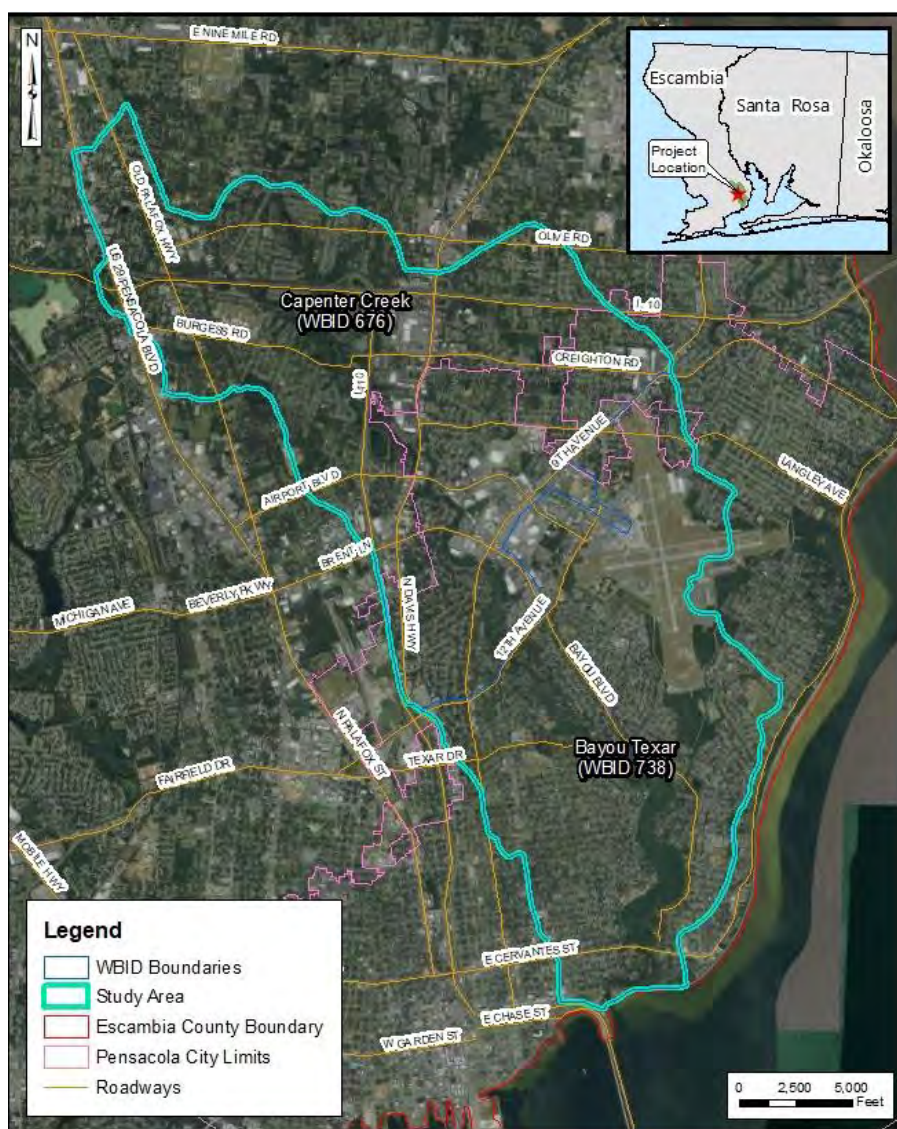 N
E NINE MILE RD
Escambia
Santa Rosa
Okaloosa
Project
Location
OLD PALAFOX HWY
OLIVE RD
US 29/PENSACOLA BLVD
Capenter Creek
(WBID 676)
I-10
BURGESS RD
CREIGHTON RD
I-110
9TH AVENUE
LANGLEY AVE
AIRPORT BLVD
BRENT LN
BEVERLY PKWY
MICHIGAN AVE
N DAVIS HWY
12TH AVENUE
BAYOU BLVD
N PALAFOX ST
Bayou Texar
(WBID 738)
TEXAR DR
FAIRFIELD DR
MOBILE HWY
E CERVANTES ST
E CHASE ST
W GARDEN ST
Legend
WBID Boundaries
Study Area
Escambia County Boundary
Pensacola City Limits
Roadways
0 2,500 5,000
Feet